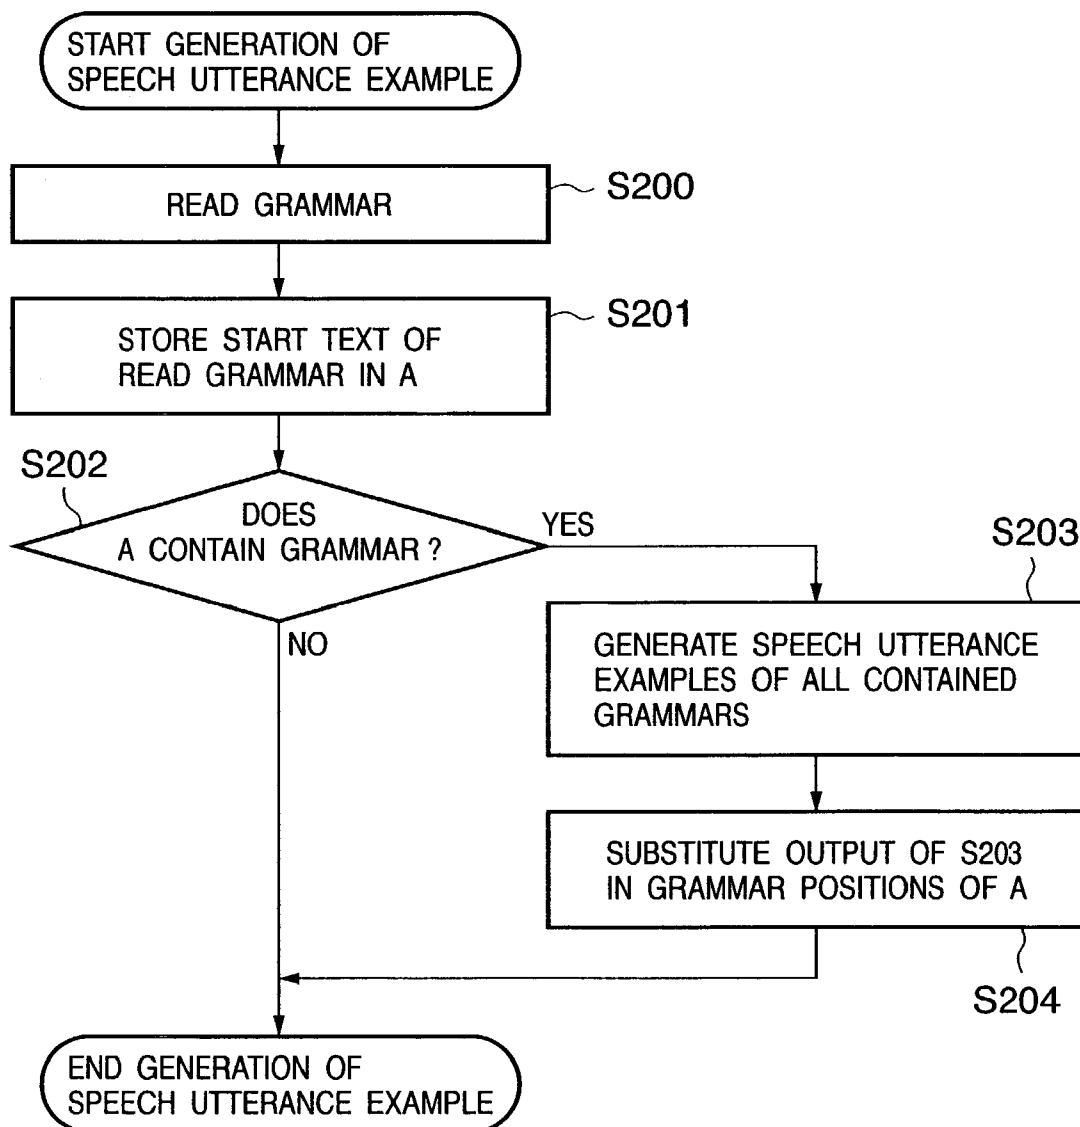 START GENERATION OF
SPEECH UTTERANCE EXAMPLE
READ GRAMMAR
S200
STORE START TEXT OF
READ GRAMMAR IN A
S201
S202
DOES
A CONTAIN GRAMMAR ?
YES
NO
S203
GENERATE SPEECH UTTERANCE
EXAMPLES OF ALL CONTAINED
GRAMMARS
SUBSTITUTE OUTPUT OF S203
IN GRAMMAR POSITIONS OF A
S204
END GENERATION OF
SPEECH UTTERANCE EXAMPLE